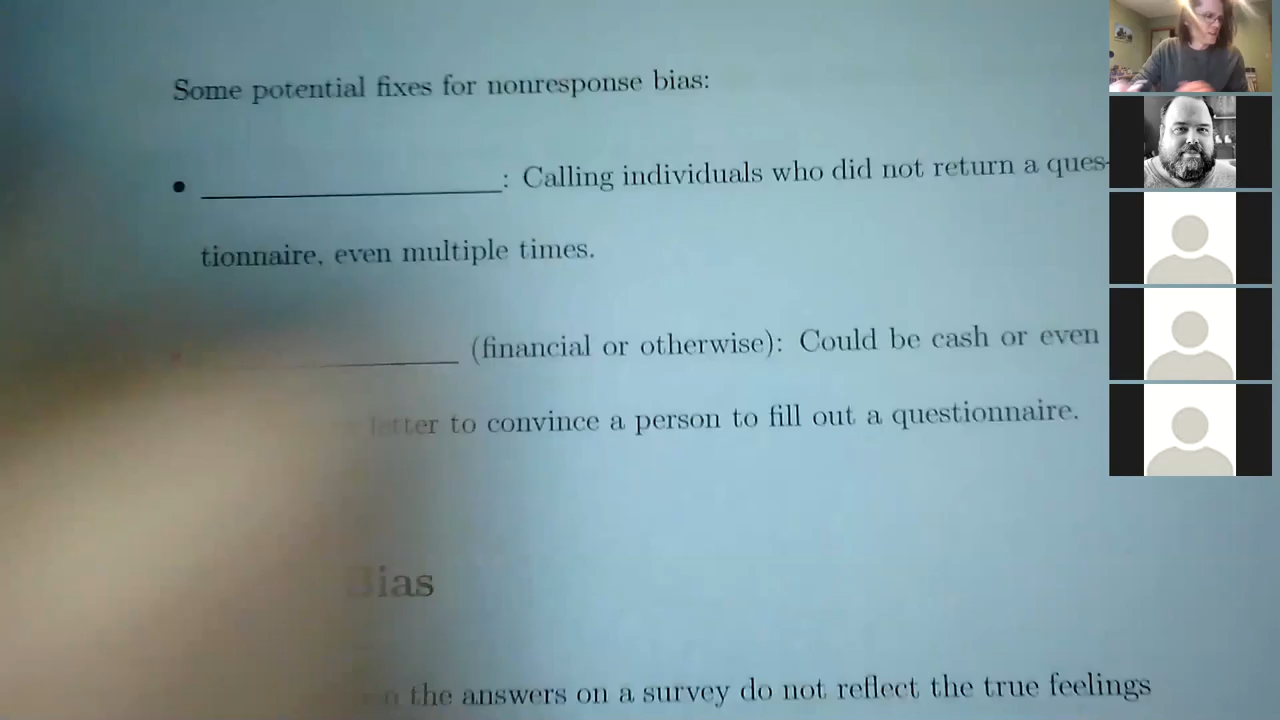 Some potential fixes for nonresponse bias:
• ____________________: Calling individuals who did not return a ques-
tionnaire, even multiple times.
____________ (financial or otherwise): Could be cash or even
letter to convince a person to fill out a questionnaire.
Bias
the answers on a survey do not reflect the true feelings